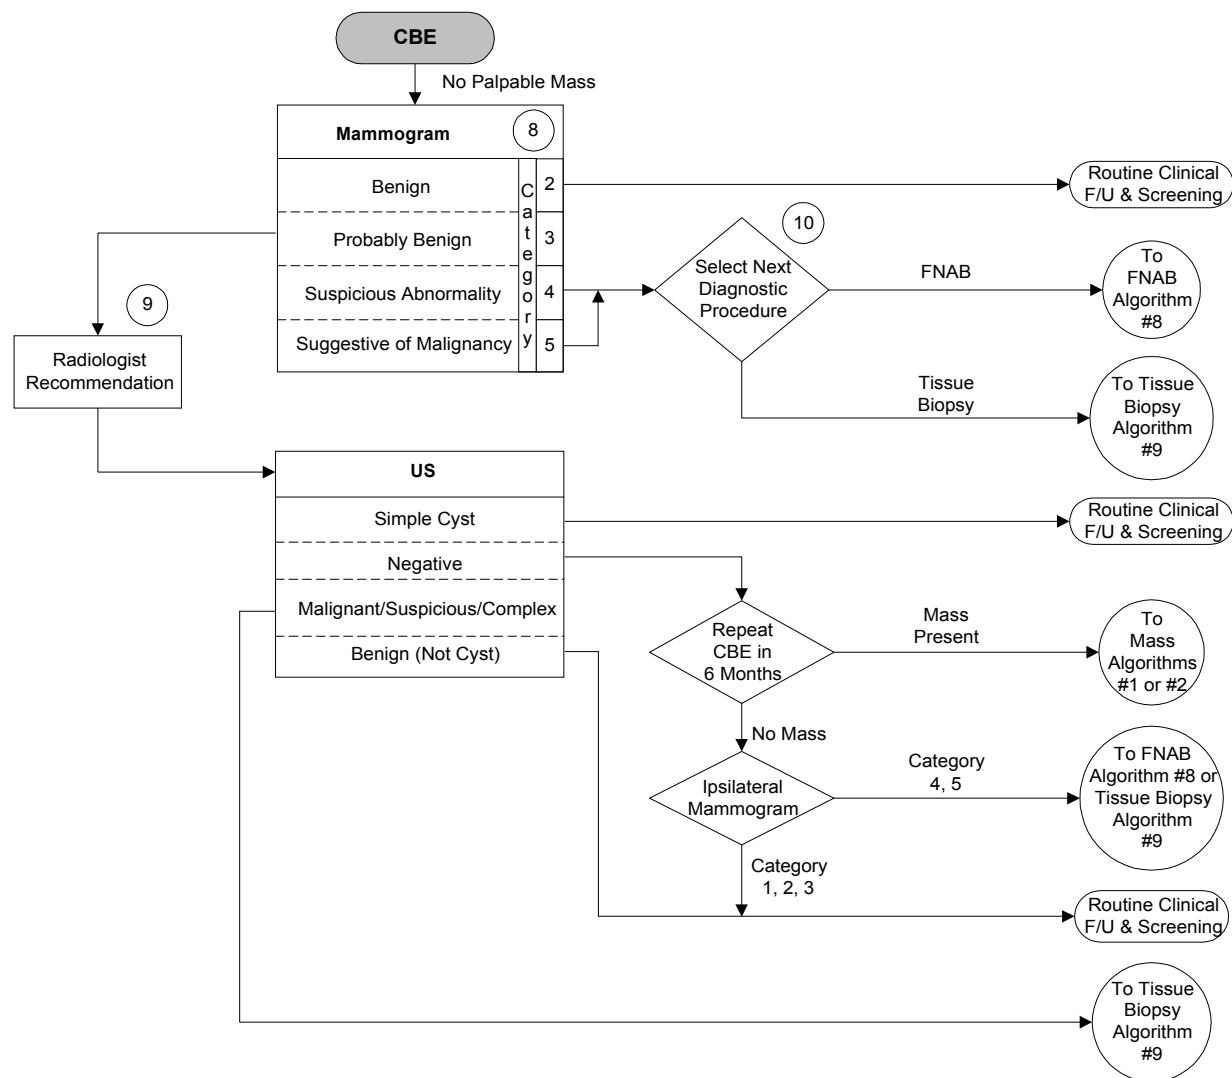 CBE
No Palpable Mass
Mammogram
8
Category
Benign
2
Probably Benign
3
Suspicious Abnormality
4
Suggestive of Malignancy
5
Routine Clinical
F/U & Screening
10
Select Next
Diagnostic
Procedure
FNAB
To
FNAB
Algorithm
#8
Tissue
Biopsy
To Tissue
Biopsy
Algorithm
#9
9
Radiologist
Recommendation
US
Simple Cyst
Negative
Malignant/Suspicious/Complex
Benign (Not Cyst)
Routine Clinical
F/U & Screening
Repeat
CBE in
6 Months
Mass
Present
To
Mass
Algorithms
#1 or #2
No Mass
Ipsilateral
Mammogram
Category
4, 5
To FNAB
Algorithm #8 or
Tissue Biopsy
Algorithm
#9
Category
1, 2, 3
Routine Clinical
F/U & Screening
To Tissue
Biopsy
Algorithm
#9